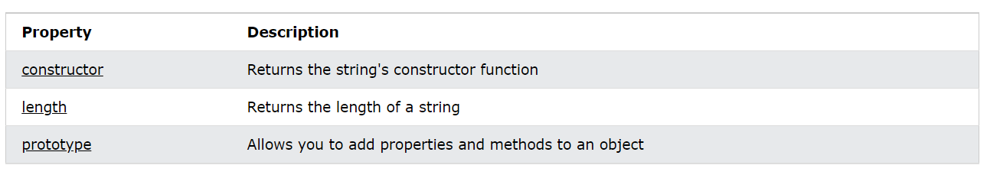 Property Description
constructor Returns the string's constructor function
length Returns the length of a string
prototype Allows you to add properties and methods to an object